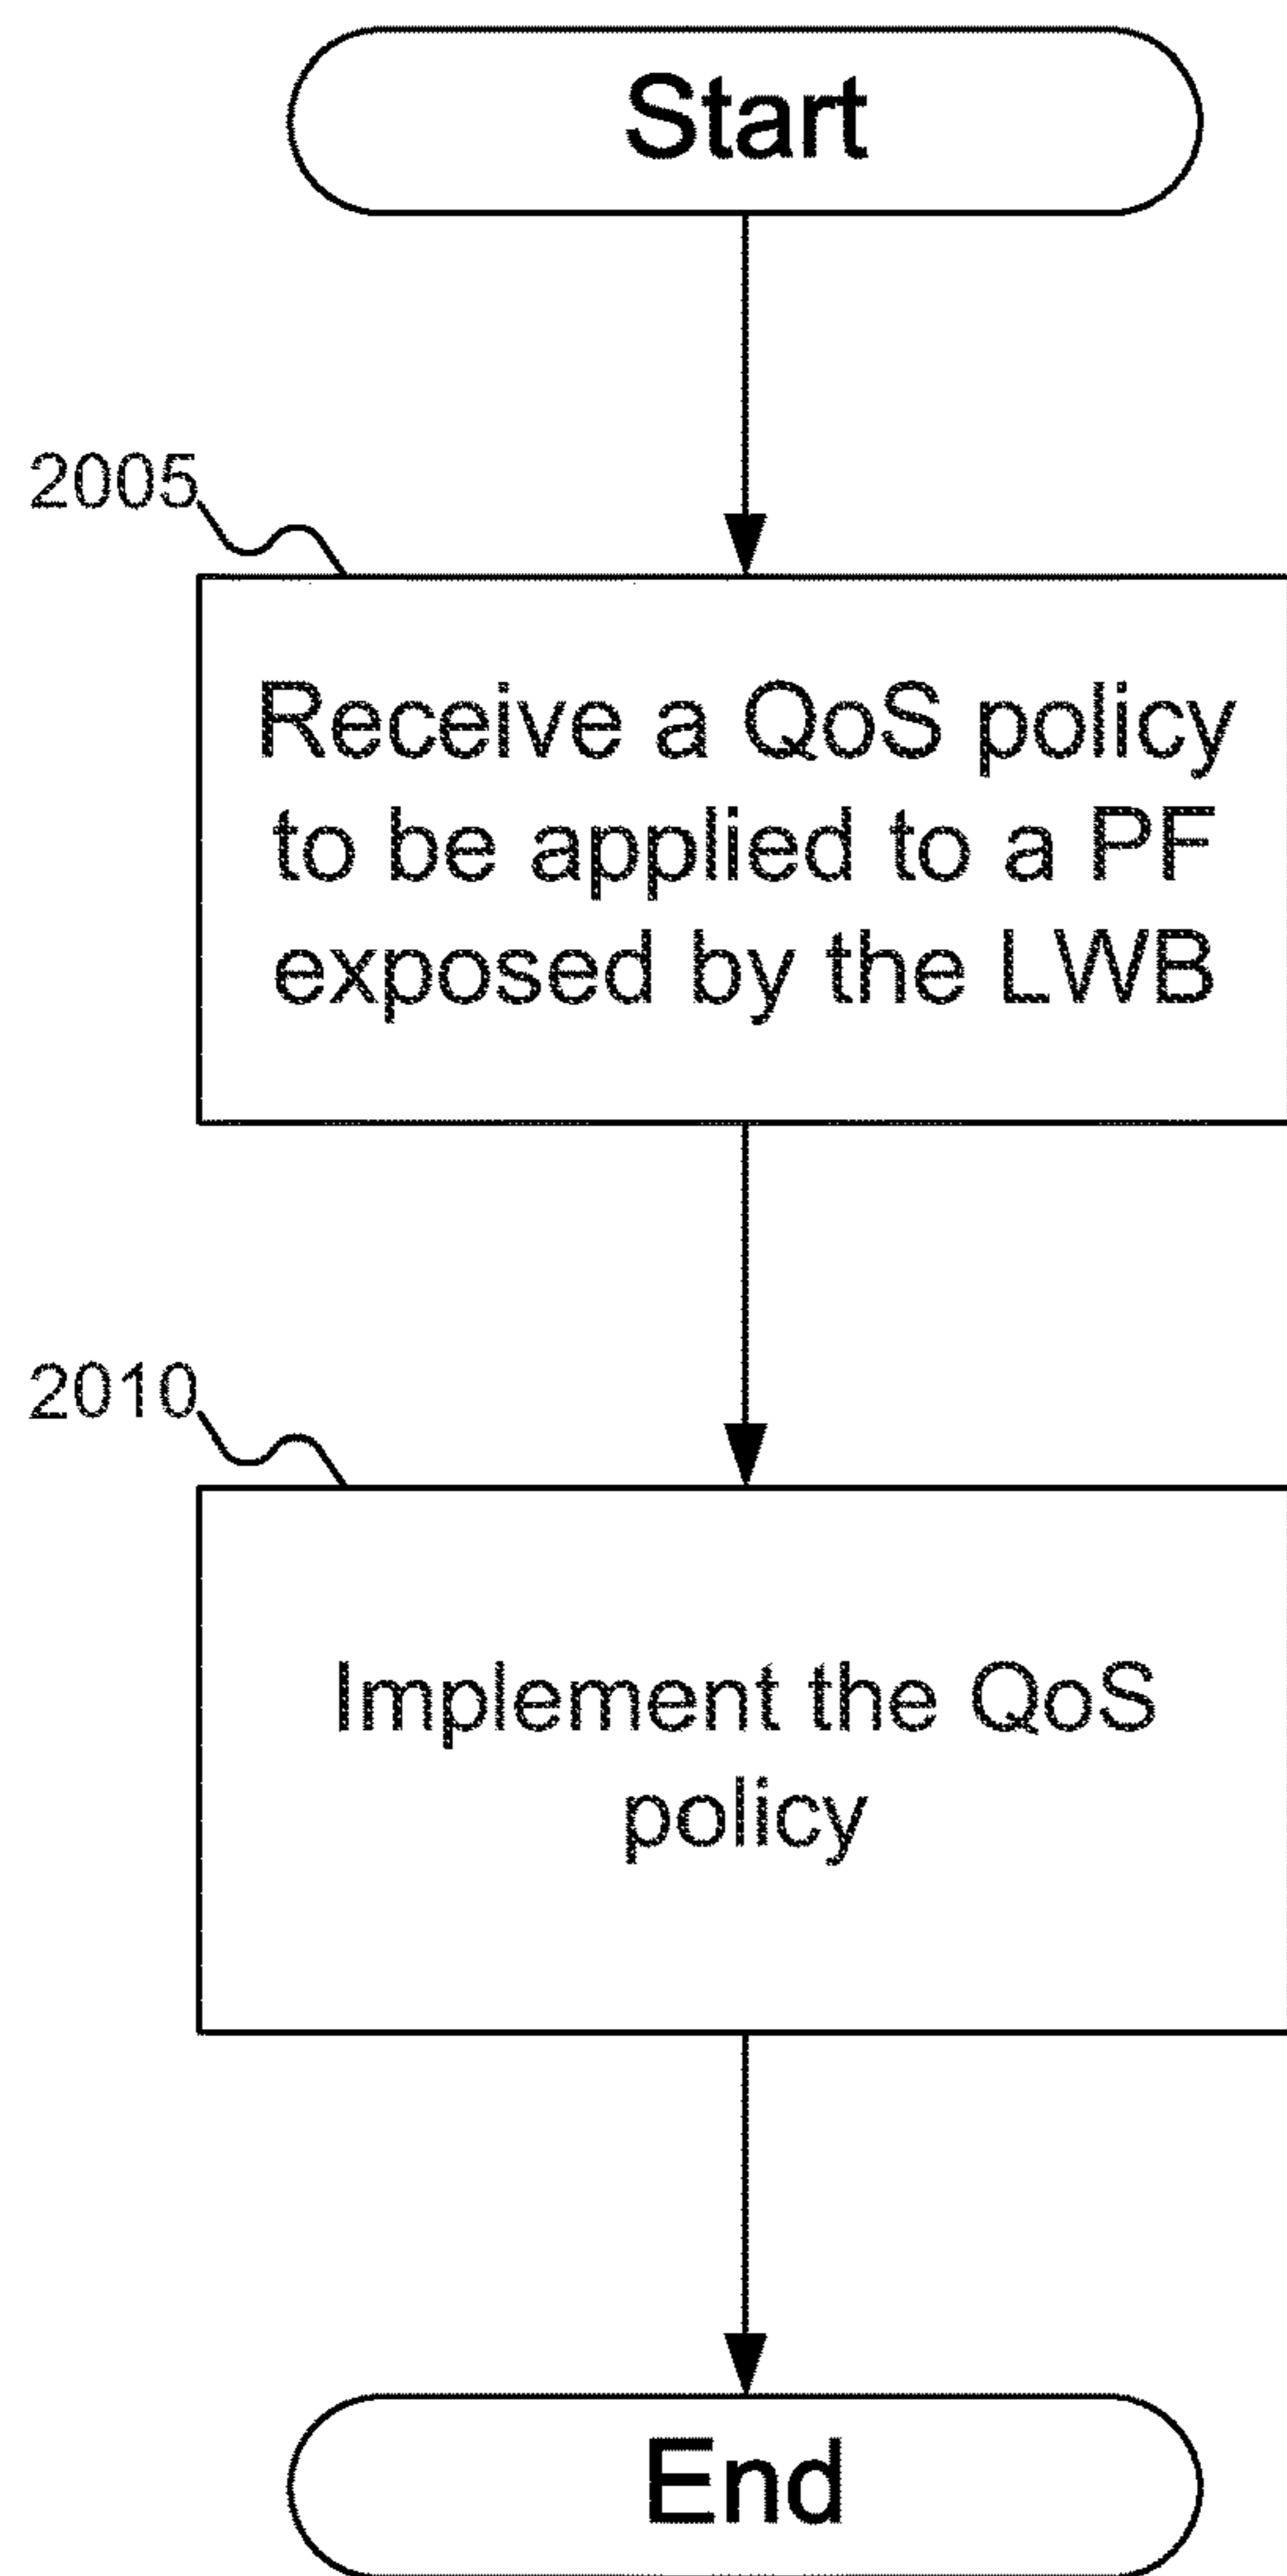 Start
2005
Receive a QoS policy
to be applied to a PF
exposed by the LWB
2010
Implement the QoS
policy
End